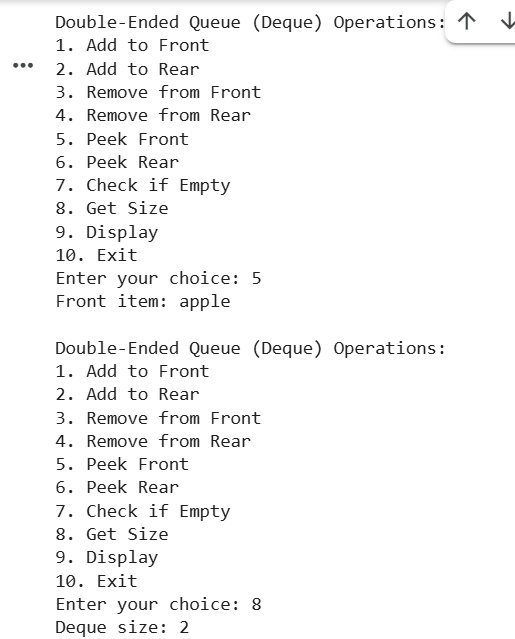 Double-Ended Queue (Deque) Operations:
1. Add to Front
2. Add to Rear
3. Remove from Front
4. Remove from Rear
5. Peek Front
6. Peek Rear
7. Check if Empty
8. Get Size
9. Display
10. Exit
Enter your choice: 5
Front item: apple

Double-Ended Queue (Deque) Operations:
1. Add to Front
2. Add to Rear
3. Remove from Front
4. Remove from Rear
5. Peek Front
6. Peek Rear
7. Check if Empty
8. Get Size
9. Display
10. Exit
Enter your choice: 8
Deque size: 2